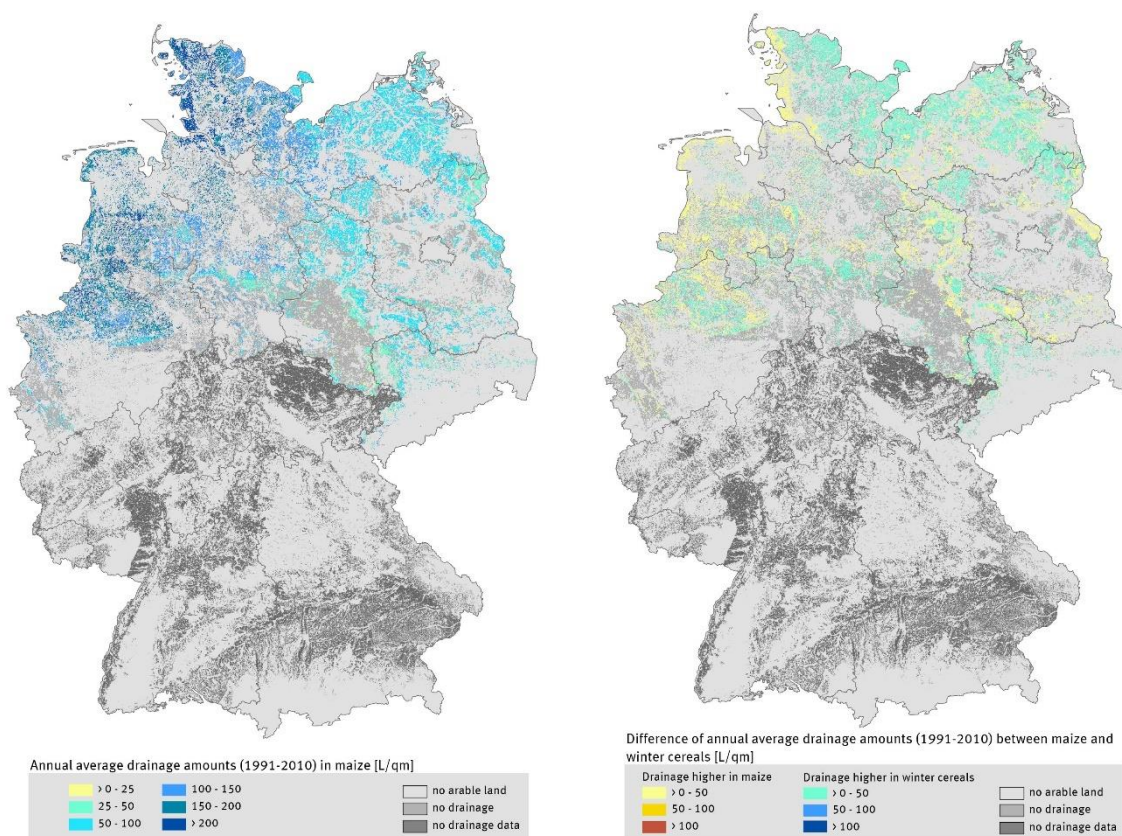 Annual average drainage amounts (1991-2010) in maize [L/qm]
> 0 - 25
25 - 50
50 - 100
100 - 150
150 - 200
> 200
no arable land
no drainage
no drainage data
Difference of annual average drainage amounts (1991-2010) between maize and
winter cereals [L/qm]
Drainage higher in maize
> 0 - 50
50 - 100
> 100
Drainage higher in winter cereals
> 0 - 50
50 - 100
> 100
no arable land
no drainage
no drainage data